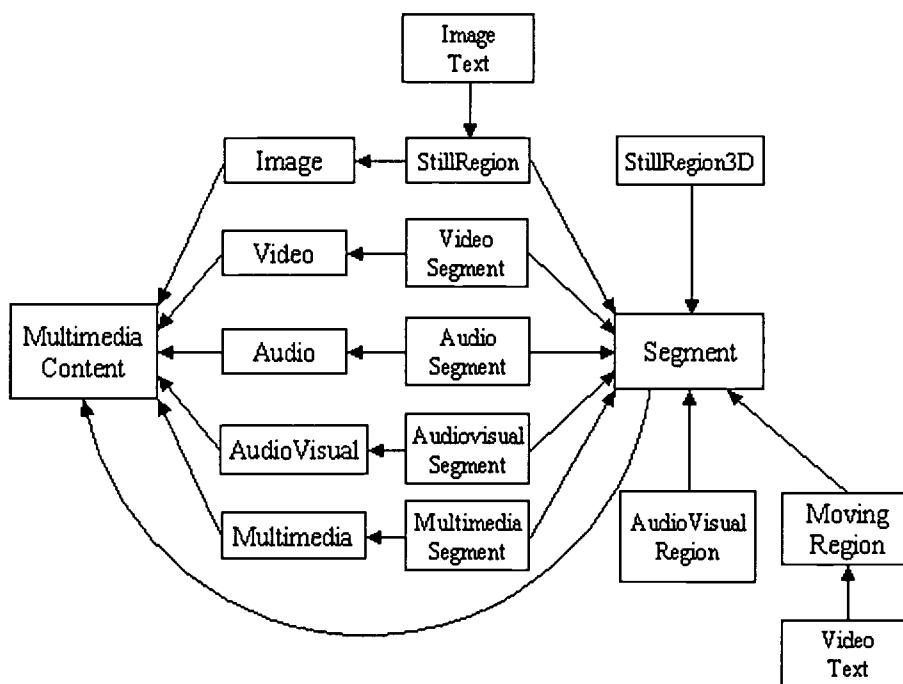 Image
Text
Image
StillRegion
StillRegion3D
Video
Video
Segment
Multimedia
Content
Audio
Audio
Segment
Segment
AudioVisual
Audiovisual
Segment
Multimedia
Multimedia
Segment
AudioVisual
Region
Moving
Region
Video
Text